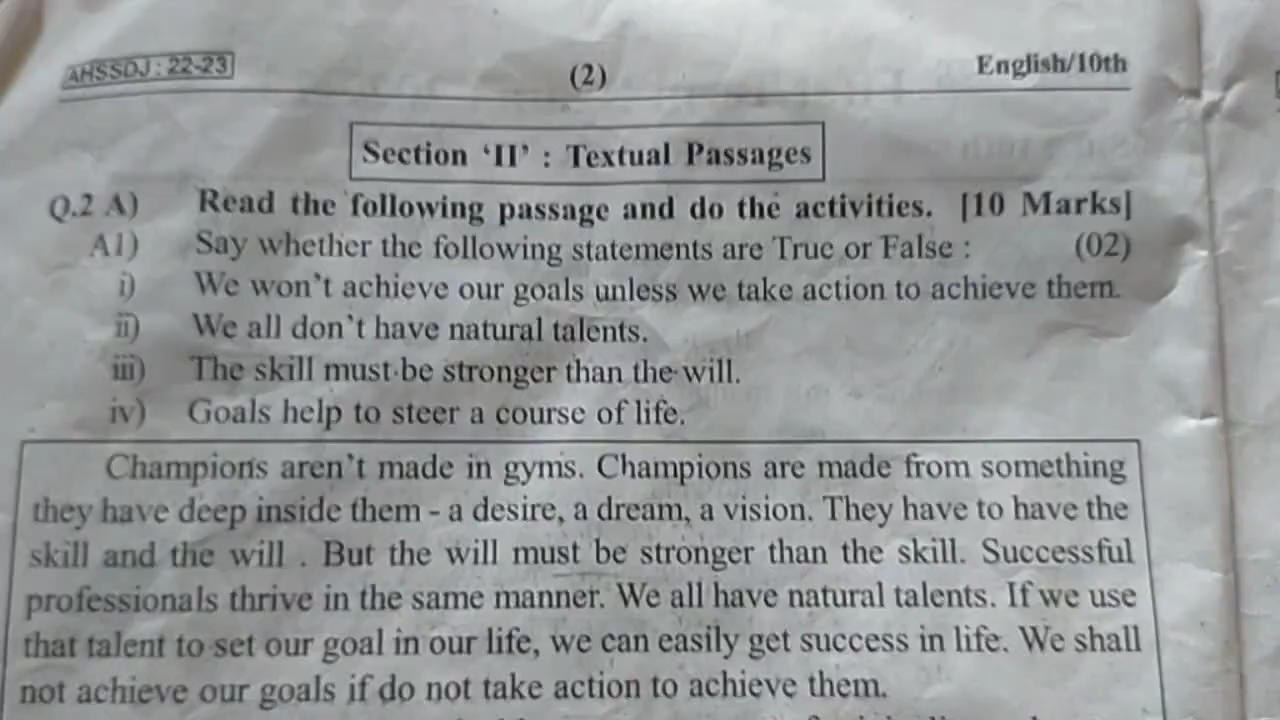 AHSSDJ : 22-23 (2) English/10th
Section ‘II’ : Textual Passages
Q.2 A) Read the following passage and do the activities. [10 Marks]
A1) Say whether the following statements are True or False : (02)
i) We won’t achieve our goals unless we take action to achieve them.
ii) We all don’t have natural talents.
iii) The skill must be stronger than the will.
iv) Goals help to steer a course of life.
Champions aren’t made in gyms. Champions are made from something
they have deep inside them - a desire, a dream, a vision. They have to have the
skill and the will . But the will must be stronger than the skill. Successful
professionals thrive in the same manner. We all have natural talents. If we use
that talent to set our goal in our life, we can easily get success in life. We shall
not achieve our goals if do not take action to achieve them.